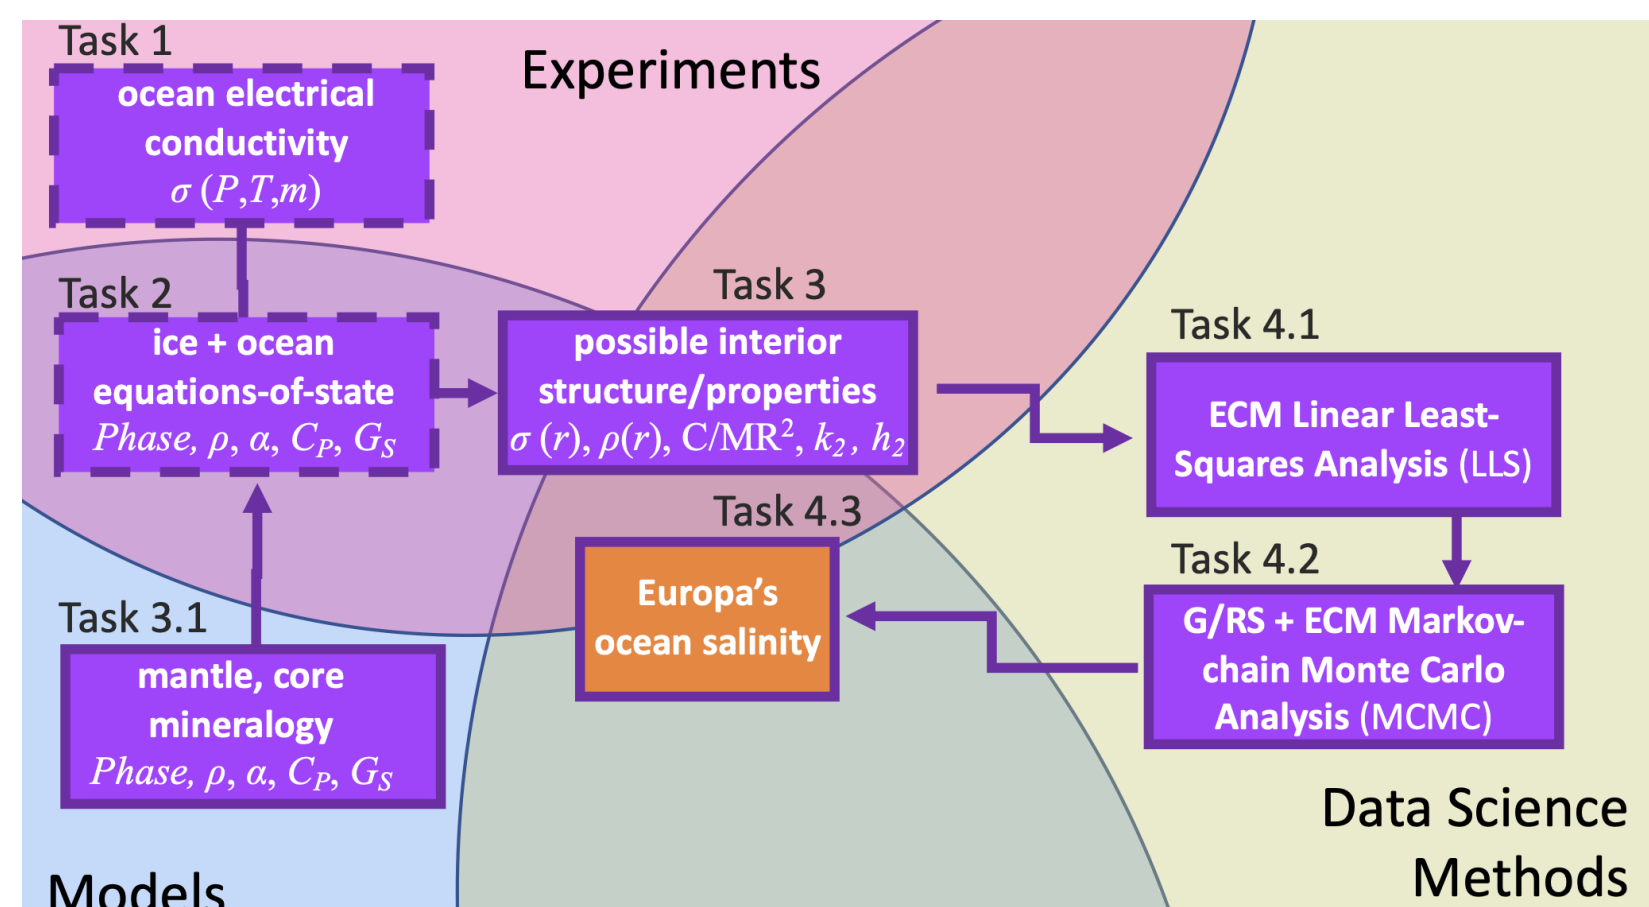 Task 1
ocean electrical
conductivity
σ (P,T,m)
Experiments
Task 2
ice + ocean
equations-of-state
Phase, ρ, α, C_P, G_S
Task 3
possible interior
structure/properties
σ (r), ρ(r), C/MR², k₂, h₂
Task 4.1
ECM Linear Least-
Squares Analysis (LLS)
Task 4.2
G/RS + ECM Markov-
chain Monte Carlo
Analysis (MCMC)
Task 4.3
Europa’s
ocean salinity
Task 3.1
mantle, core
mineralogy
Phase, ρ, α, C_P, G_S
Models
Data Science
Methods